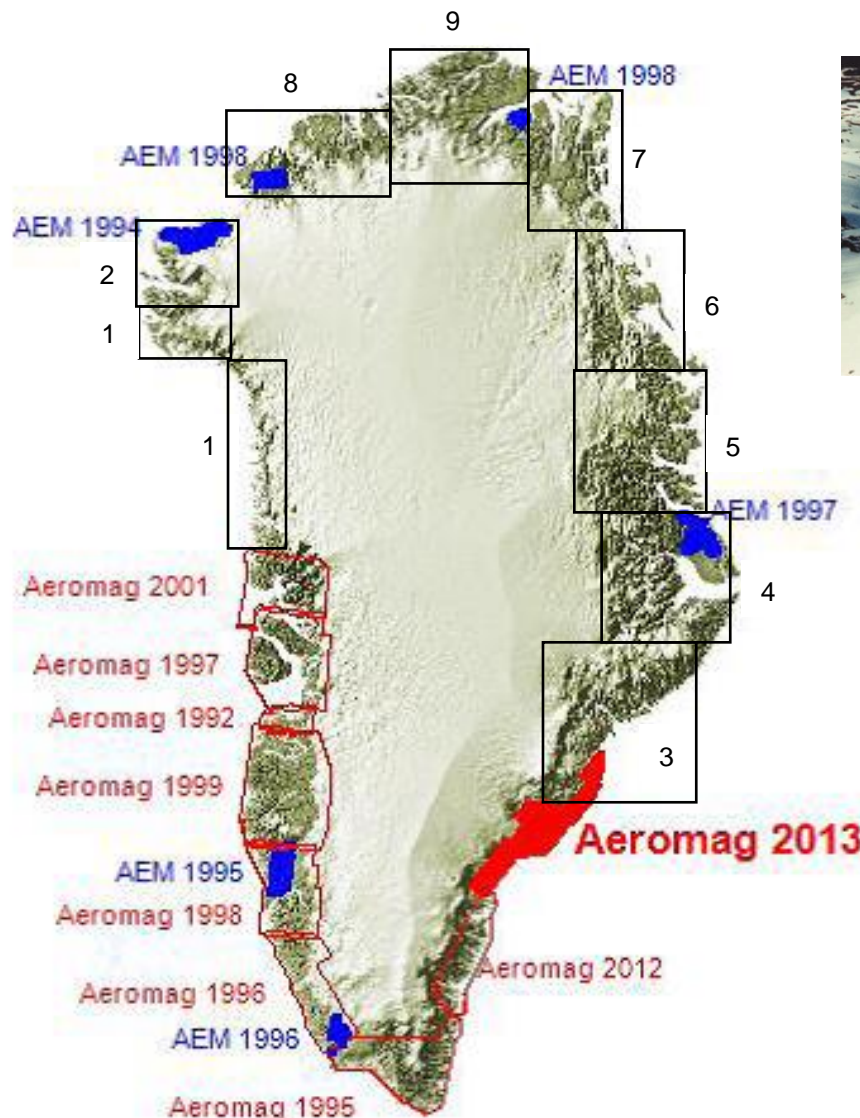 9
8
AEM 1998
AEM 1998
7
AEM 1994
2
6
1
1
5
AEM 1997
Aeromag 2001
4
Aeromag 1997
Aeromag 1992
3
Aeromag 1999
Aeromag 2013
AEM 1995
Aeromag 1998
Aeromag 2012
Aeromag 1996
AEM 1996
Aeromag 1995